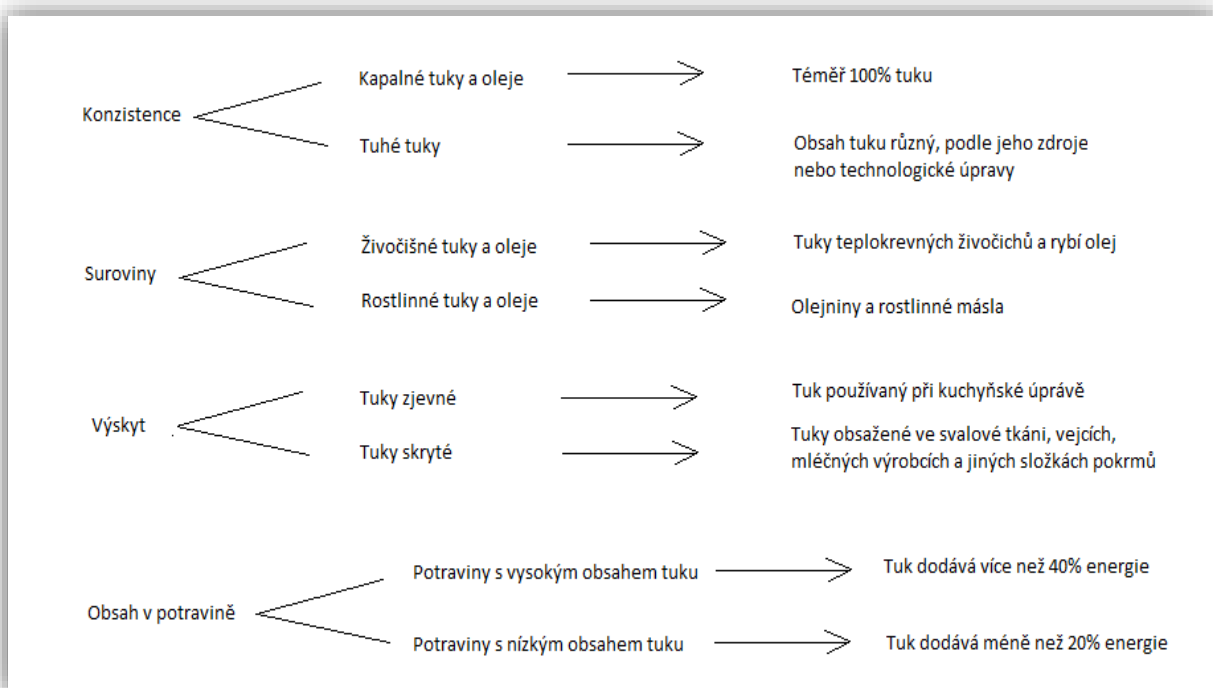 Kapalné tuky a oleje
Téměř 100% tuku
Konzistence
Tuhé tuky
Obsah tuku různý, podle jeho zdroje
nebo technologické úpravy
Živočišné tuky a oleje
Tuky teplokrevných živočichů a rybí olej
Suroviny
Rostlinné tuky a oleje
Olejniny a rostlinné másla
Tuky zjevné
Tuk používaný při kuchyňské úprávě
Výskyt
Tuky skryté
Tuky obsažené ve svalové tkáni, vejcích,
mléčných výrobcích a jiných složkách pokrmů
Potraviny s vysokým obsahem tuku
Tuk dodává více než 40% energie
Obsah v potravině
Potraviny s nízkým obsahem tuku
Tuk dodává méně než 20% energie